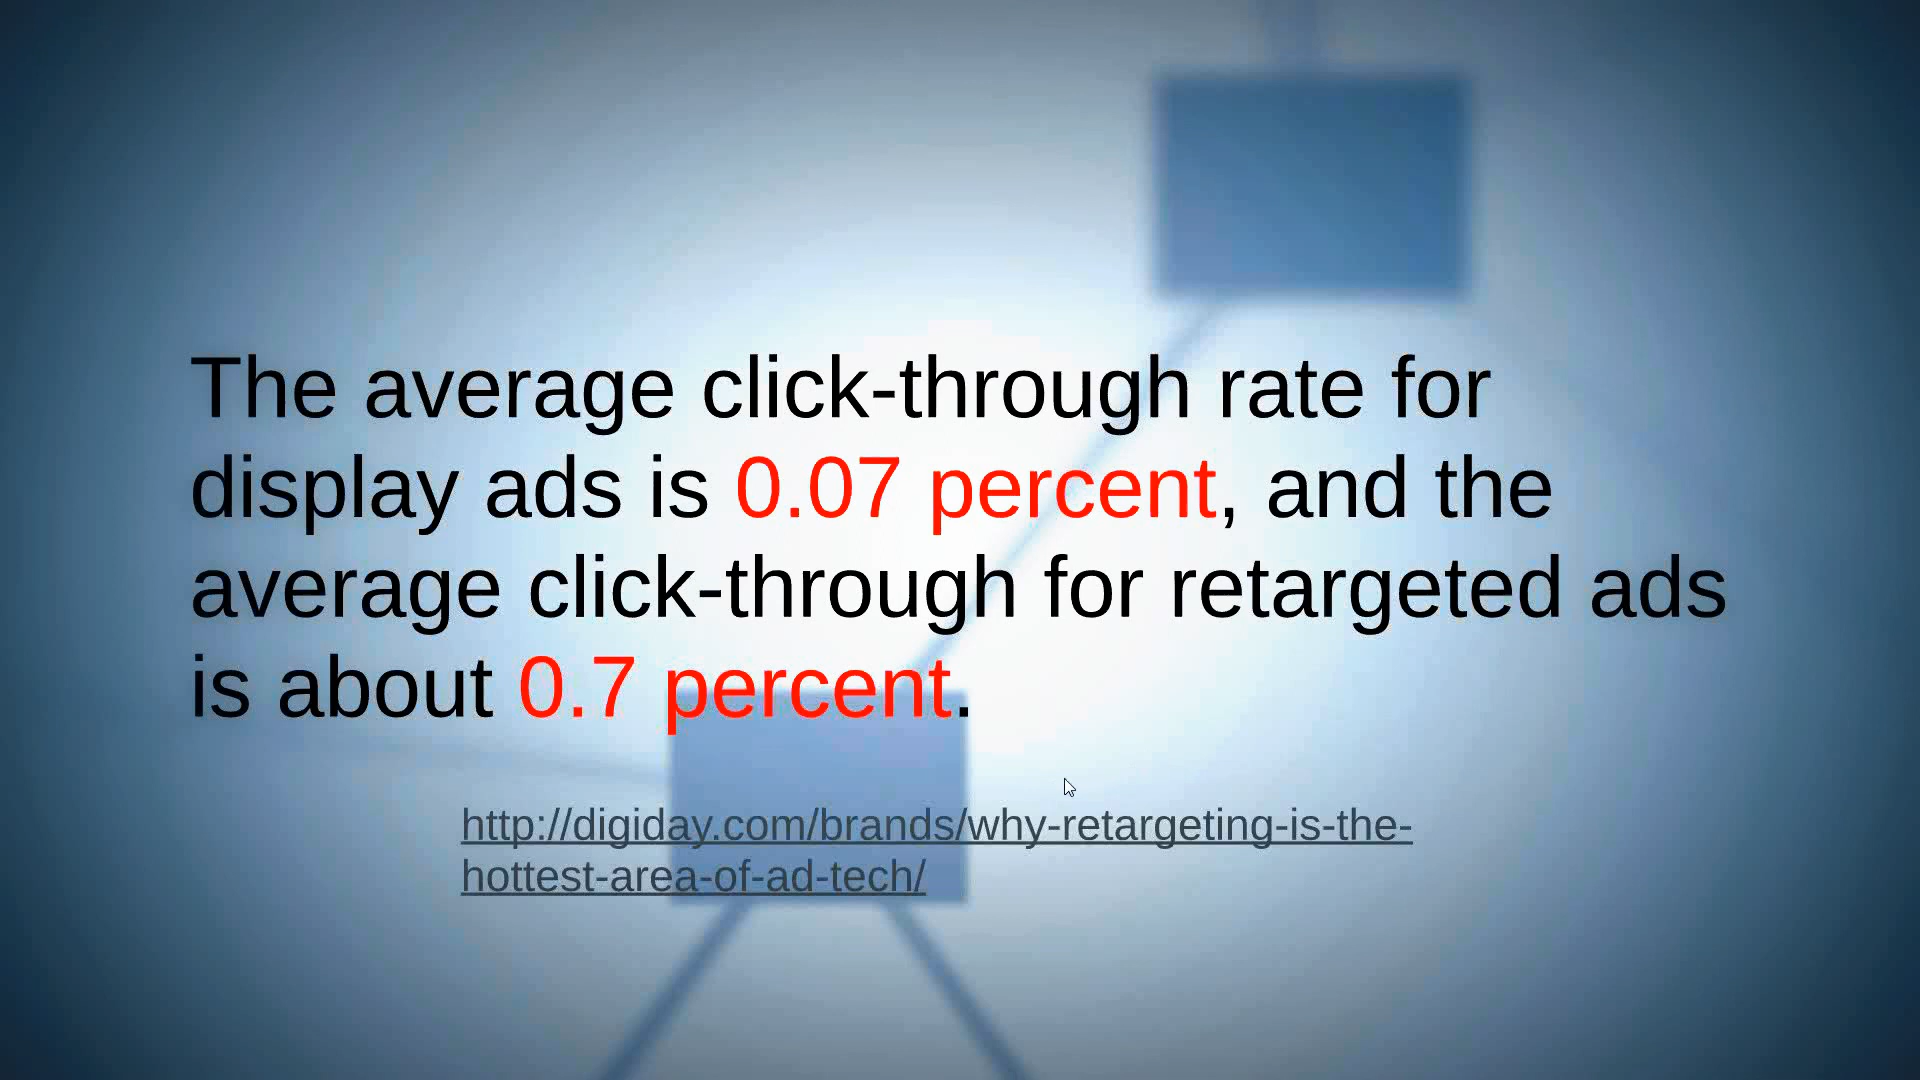 The average click-through rate for
display ads is 0.07 percent, and the
average click-through for retargeted ads
is about 0.7 percent.
http://digiday.com/brands/why-retargeting-is-the-
hottest-area-of-ad-tech/